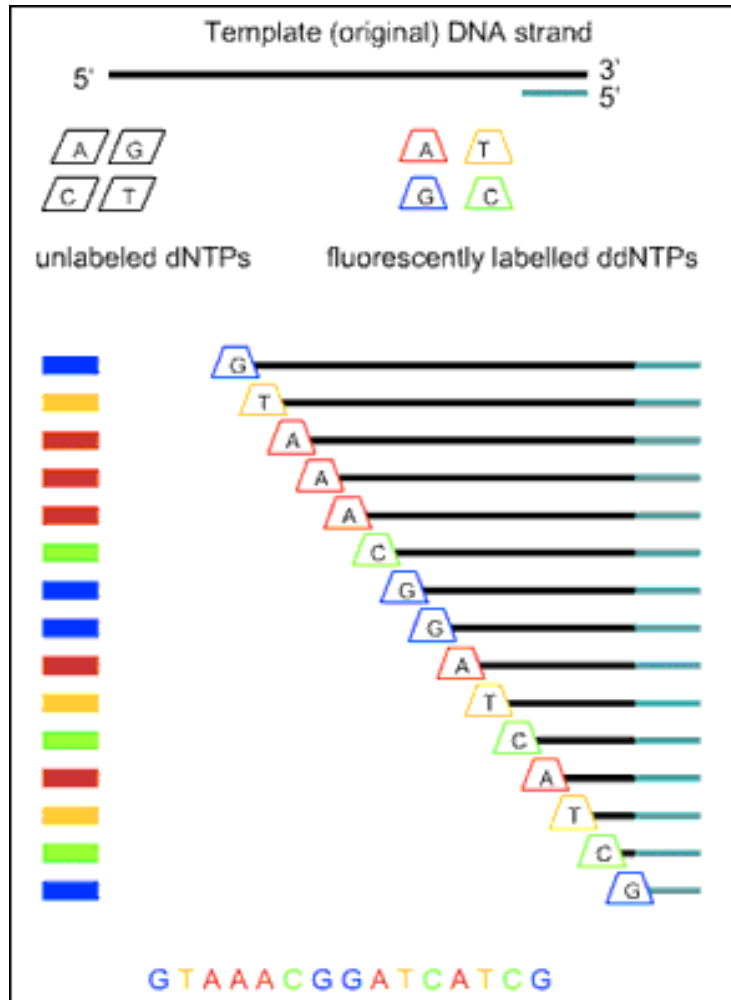 Template (original) DNA strand
5' 3'
5'
A G A T
C T G C
unlabeled dNTPs fluorescently labelled ddNTPs
G
T
A
A
A
C
G
G
A
T
C
A
T
C
G
GTAAACGGATCATCG